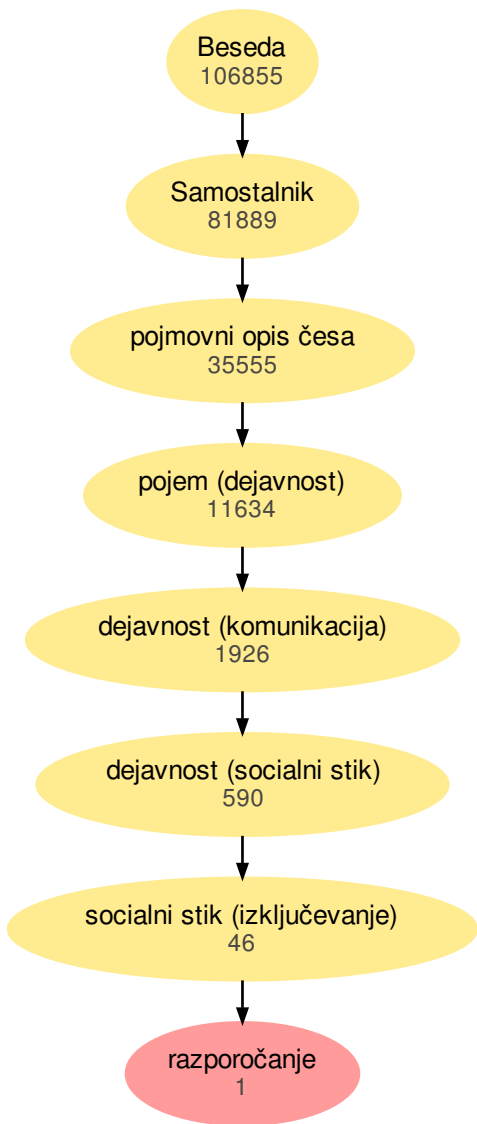 Beseda
106855
Samostalnik
81889
pojmovni opis česa
35555
pojem (dejavnost)
11634
dejavnost (komunikacija)
1926
dejavnost (socialni stik)
590
socialni stik (izključevanje)
46
razporočanje
1